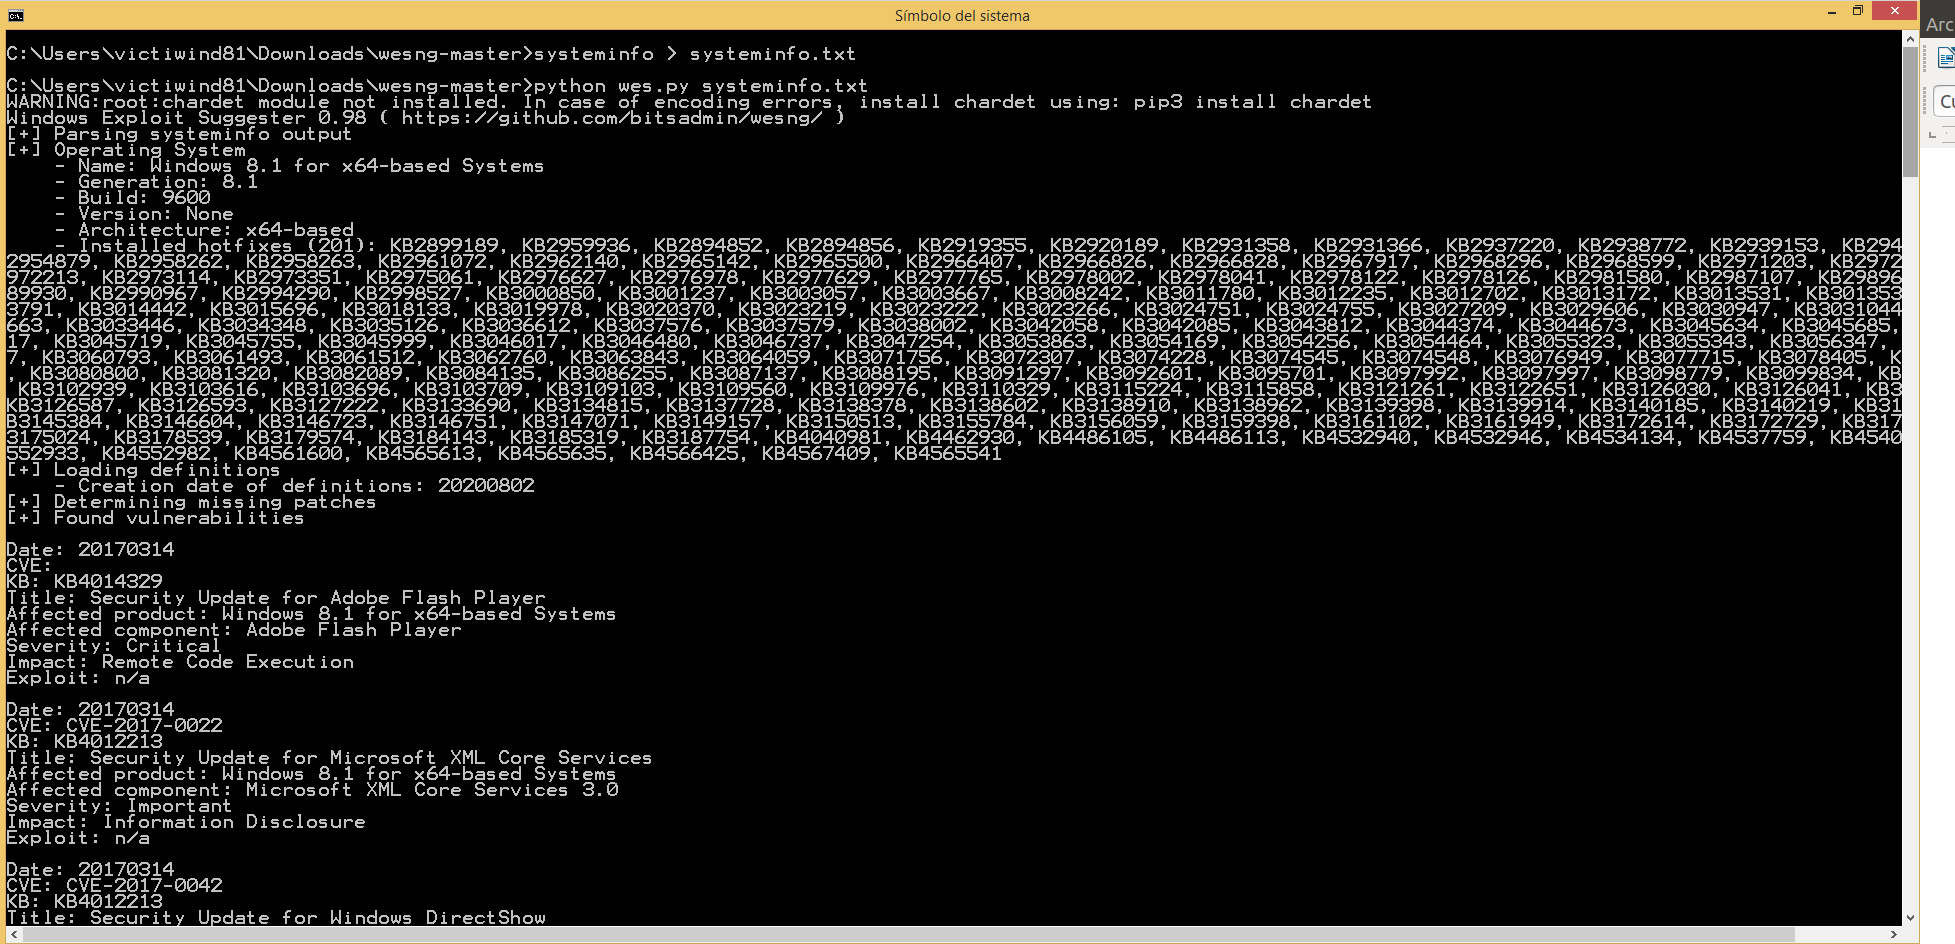 Símbolo del sistema
C:\Users\victiwind81\Downloads\wesng-master>systeminfo > systeminfo.txt
C:\Users\victiwind81\Downloads\wesng-master>python wes.py systeminfo.txt
WARNING:root:chardet module not installed. In case of encoding errors, install chardet using: pip3 install chardet
Windows Exploit Suggester 0.98 ( https://github.com/bitsadmin/wesng/ )
[+] Parsing systeminfo output
[+] Operating System
- Name: Windows 8.1 for x64-based Systems
- Generation: 8.1
- Build: 9600
- Version: None
- Architecture: x64-based
- Installed hotfixes (201): KB2899189, KB2959936, KB2894852, KB2894856, KB2919355, KB2920189, KB2931358, KB2931366, KB2937220, KB2938772, KB2939153, KB294
2954879, KB2958262, KB2958263, KB2961072, KB2962140, KB2965142, KB2965500, KB2966407, KB2966826, KB2966828, KB2967917, KB2968296, KB2968599, KB2971203, KB2972
972213, KB2973114, KB2973351, KB2975061, KB2976627, KB2976978, KB2977629, KB2977765, KB2978002, KB2978041, KB2978122, KB2978126, KB2981580, KB2987107, KB29896
89930, KB2990967, KB2994290, KB2998527, KB3000850, KB3001237, KB3003057, KB3003667, KB3008242, KB3011780, KB3012235, KB3012702, KB3013172, KB3013531, KB301353
3791, KB3014442, KB3015696, KB3018133, KB3019978, KB3020370, KB3023219, KB3023222, KB3023266, KB3024751, KB3024755, KB3027209, KB3029606, KB3030947, KB3031044
663, KB3033446, KB3034348, KB3035126, KB3036612, KB3037576, KB3037579, KB3038002, KB3042058, KB3042085, KB3043812, KB3044374, KB3044673, KB3045634, KB3045685,
17, KB3045719, KB3045755, KB3045999, KB3046017, KB3046480, KB3046737, KB3047254, KB3053863, KB3054169, KB3054256, KB3054464, KB3055323, KB3055343, KB3056347,
7, KB3060793, KB3061493, KB3061512, KB3062760, KB3063843, KB3064059, KB3071756, KB3072307, KB3074228, KB3074545, KB3074548, KB3076949, KB3077715, KB3078405, K
, KB3080800, KB3081320, KB3082089, KB3084135, KB3086255, KB3087137, KB3088195, KB3091297, KB3092601, KB3095701, KB3097992, KB3097997, KB3098779, KB3099834, KB
KB3102939, KB3103616, KB3103696, KB3103709, KB3109103, KB3109560, KB3109976, KB3110329, KB3115224, KB3115858, KB3121261, KB3122651, KB3126030, KB3126041, KB3
KB3126587, KB3126593, KB3127222, KB3133690, KB3134815, KB3137728, KB3138378, KB3138602, KB3138910, KB3138962, KB3139398, KB3139914, KB3140185, KB3140219, KB31
B3145384, KB3146604, KB3146723, KB3146751, KB3147071, KB3149157, KB3150513, KB3155784, KB3156059, KB3159398, KB3161102, KB3161949, KB3172614, KB3172729, KB317
3175024, KB3178539, KB3179574, KB3184143, KB3185319, KB3187754, KB4040981, KB4462930, KB4486105, KB4486113, KB4532940, KB4532946, KB4534134, KB4537759, KB4540
552933, KB4552982, KB4561600, KB4565613, KB4565635, KB4566425, KB4567409, KB4565541
[+] Loading definitions
- Creation date of definitions: 20200802
[+] Determining missing patches
[+] Found vulnerabilities
Date: 20170314
CVE:
KB: KB4014329
Title: Security Update for Adobe Flash Player
Affected product: Windows 8.1 for x64-based Systems
Affected component: Adobe Flash Player
Severity: Critical
Impact: Remote Code Execution
Exploit: n/a
Date: 20170314
CVE: CVE-2017-0022
KB: KB4012213
Title: Security Update for Microsoft XML Core Services
Affected product: Windows 8.1 for x64-based Systems
Affected component: Microsoft XML Core Services 3.0
Severity: Important
Impact: Information Disclosure
Exploit: n/a
Date: 20170314
CVE: CVE-2017-0042
KB: KB4012213
Title: Security Update for Windows DirectShow
Arc
Cu